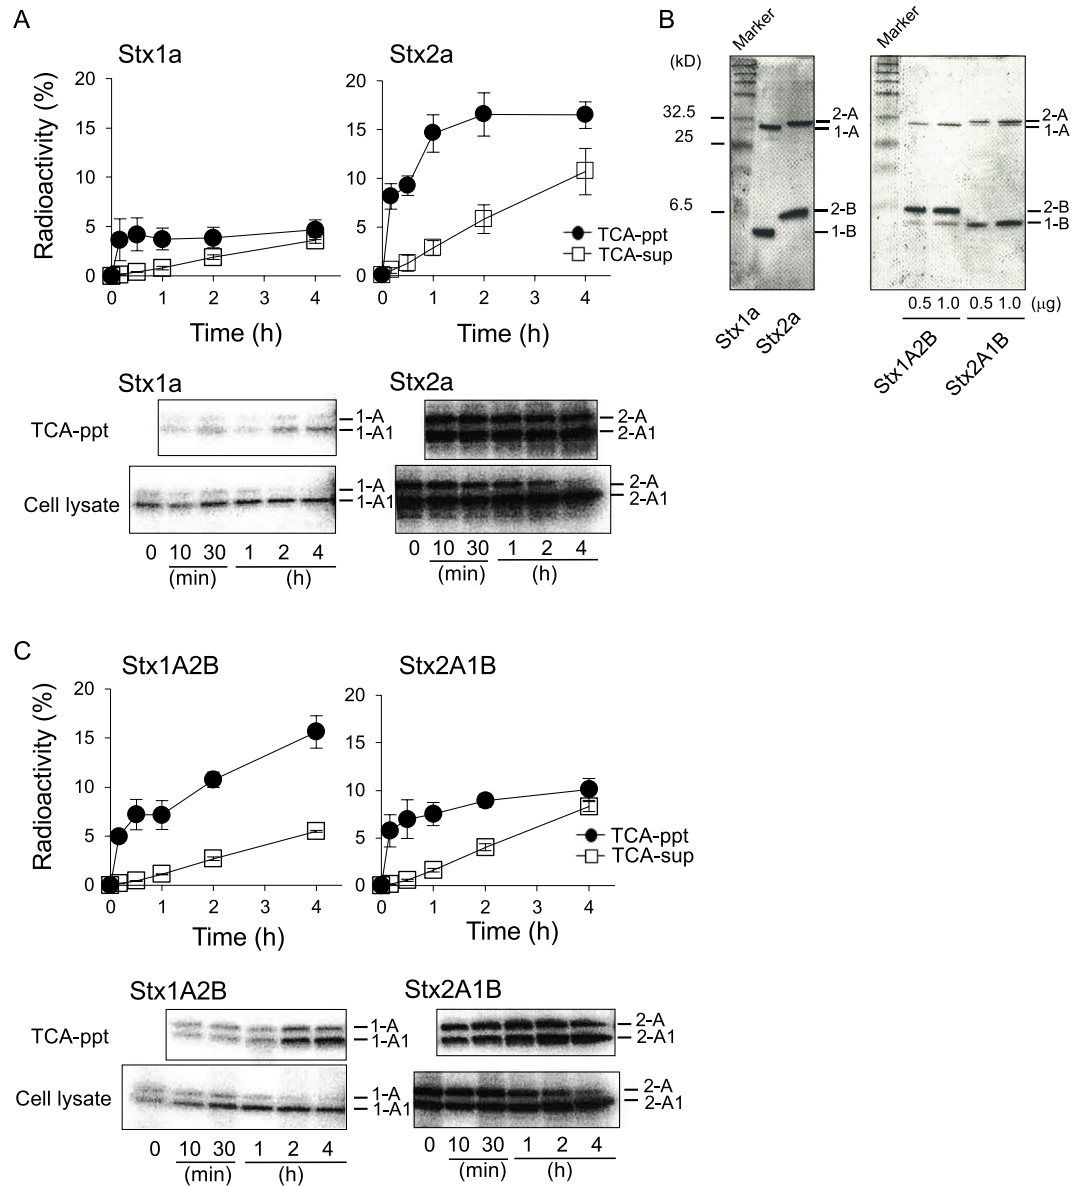 A
Stx1a
Stx2a
Radioactivity (%)
20
15
10
5
0
0 1 2 3 4
Time (h)
20
15
10
5
0
0 1 2 3 4
Time (h)
TCA-ppt
TCA-sup
Stx1a
Stx2a
TCA-ppt
1-A
1-A1
2-A
2-A1
Cell lysate
1-A
1-A1
2-A
2-A1
0 10 30 1 2 4
(min) (h)
0 10 30 1 2 4
(min) (h)
B
Marker
(kD)
32.5
25
6.5
2-A
1-A
2-B
1-B
Stx1a
Stx2a
Marker
2-A
1-A
2-B
1-B
0.5 1.0 0.5 1.0 (μg)
Stx1A2B
Stx2A1B
C
Stx1A2B
Stx2A1B
Radioactivity (%)
20
15
10
5
0
0 1 2 3 4
Time (h)
20
15
10
5
0
0 1 2 3 4
Time (h)
TCA-ppt
TCA-sup
Stx1A2B
Stx2A1B
TCA-ppt
1-A
1-A1
2-A
2-A1
Cell lysate
1-A
1-A1
2-A
2-A1
0 10 30 1 2 4
(min) (h)
0 10 30 1 2 4
(min) (h)